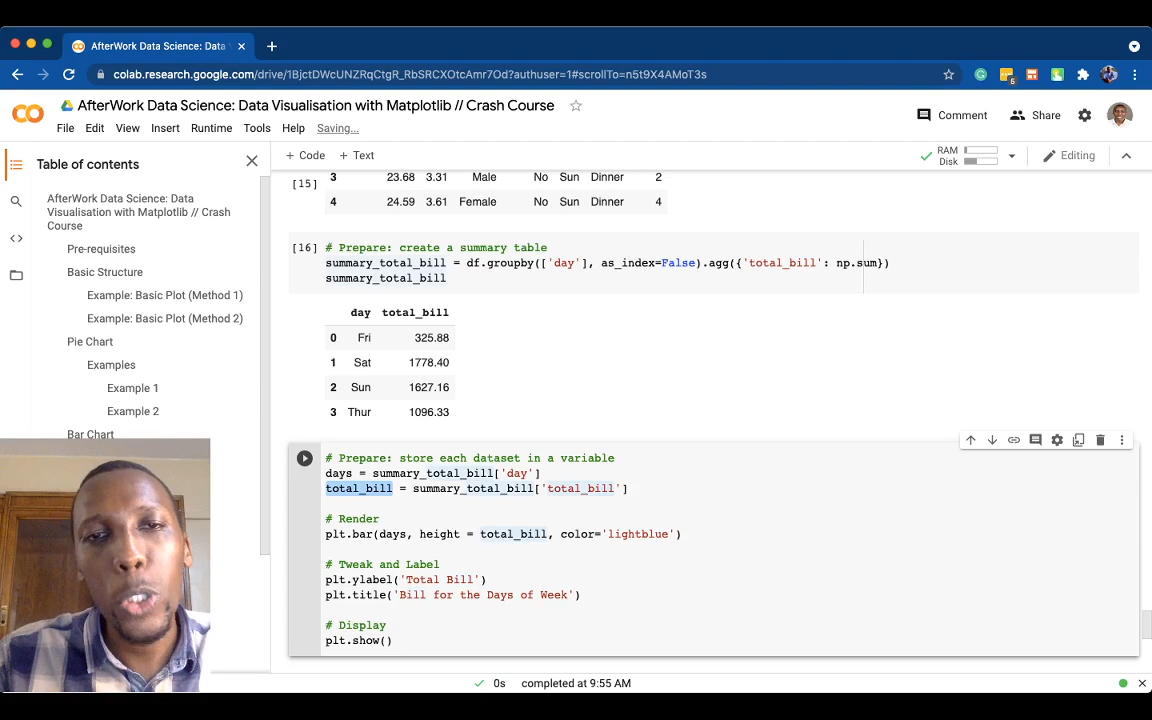 AfterWork Data Science: Data
colab.research.google.com/drive/1BjctDWcUNZRqCtgR_RbSRCXOtcAmr7Od?authuser=1#scrollTo=n5t9X4AMoT3s
6
AfterWork Data Science: Data Visualisation with Matplotlib // Crash Course
File Edit View Insert Runtime Tools Help Saving...
Comment Share
+ Code + Text
RAM
Disk
Editing
Table of contents
AfterWork Data Science: Data
Visualisation with Matplotlib // Crash
Course
Pre-requisites
Basic Structure
Example: Basic Plot (Method 1)
Example: Basic Plot (Method 2)
Pie Chart
Examples
Example 1
Example 2
Bar Chart
[15]
3 23.68 3.31 Male No Sun Dinner 2
4 24.59 3.61 Female No Sun Dinner 4
[16] # Prepare: create a summary table
summary_total_bill = df.groupby(['day'], as_index=False).agg({'total_bill': np.sum})
summary_total_bill
day total_bill
0 Fri 325.88
1 Sat 1778.40
2 Sun 1627.16
3 Thur 1096.33
# Prepare: store each dataset in a variable
days = summary_total_bill['day']
total_bill = summary_total_bill['total_bill']
# Render
plt.bar(days, height = total_bill, color='lightblue')
# Tweak and Label
plt.ylabel('Total Bill')
plt.title('Bill for the Days of Week')
# Display
plt.show()
0s completed at 9:55 AM